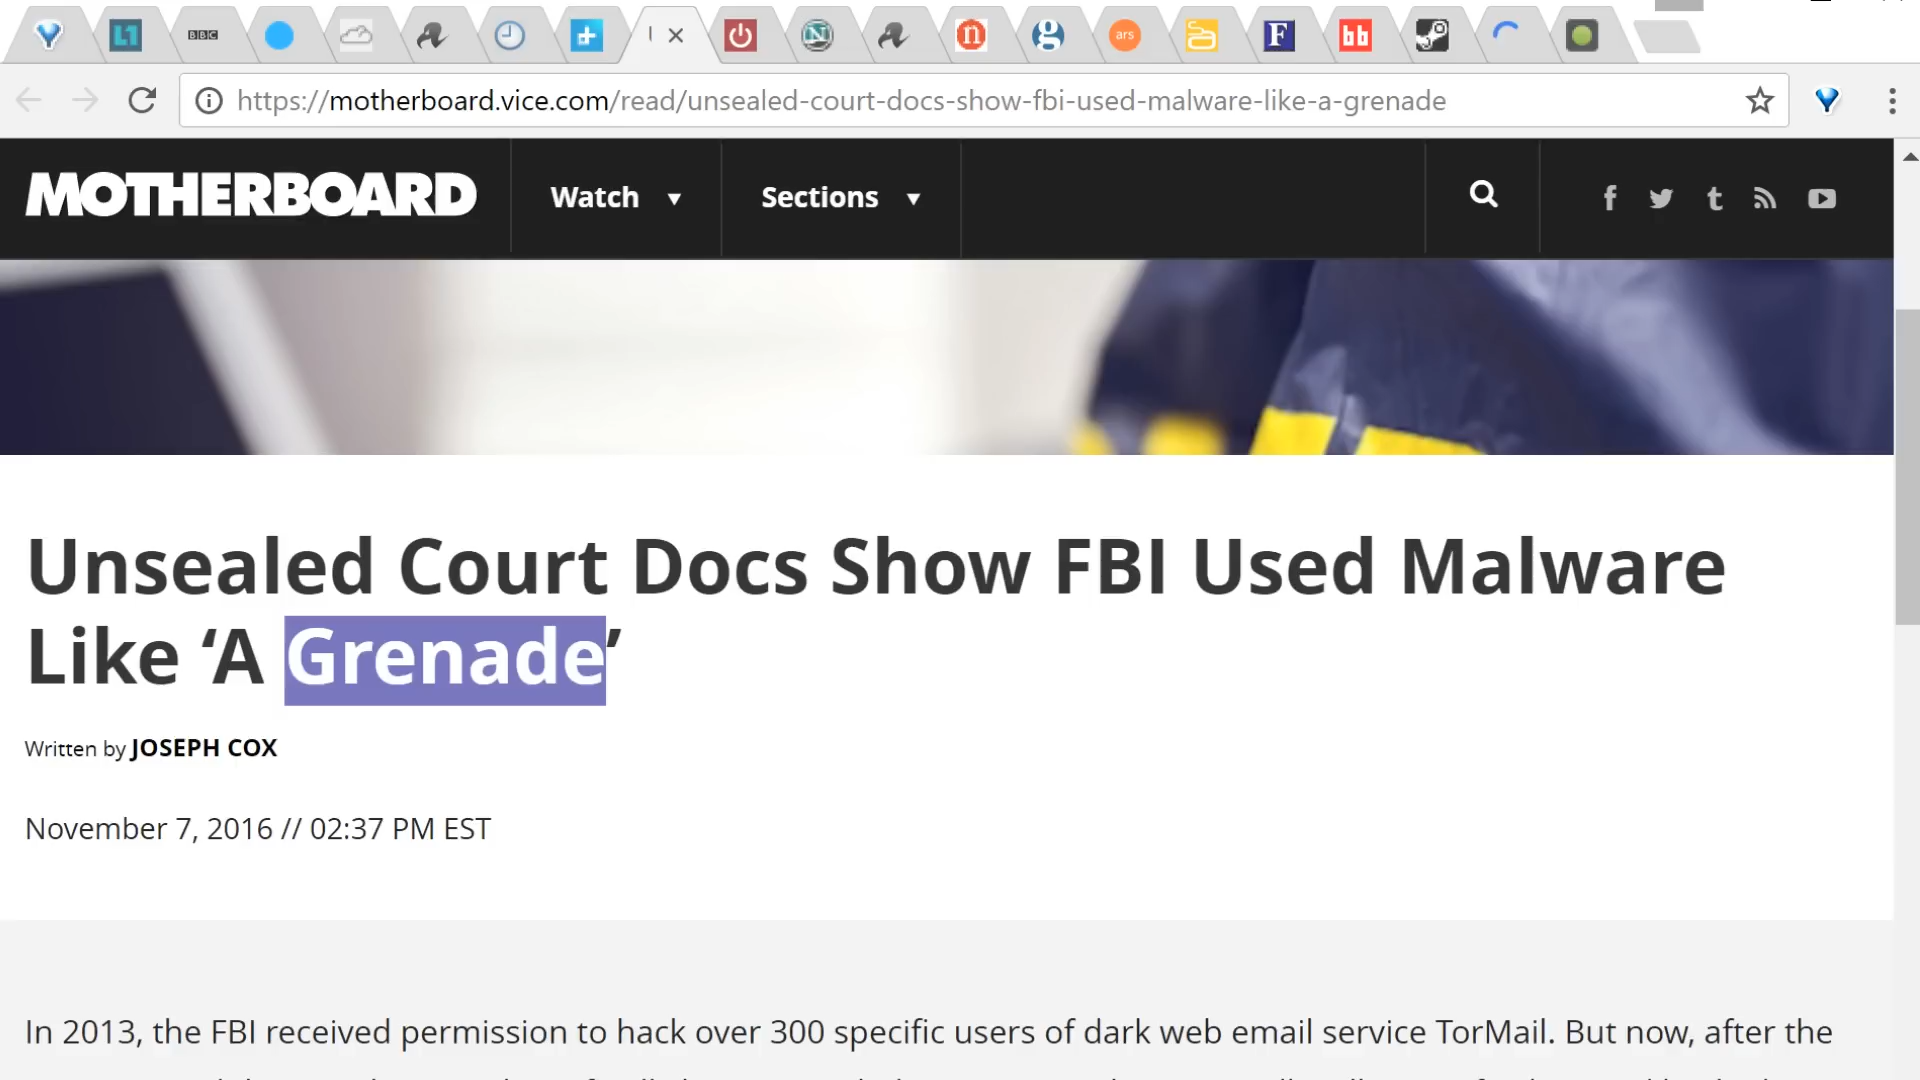 L1
BBC
N
n
g
ars
F
bb
https://motherboard.vice.com/read/unsealed-court-docs-show-fbi-used-malware-like-a-grenade
MOTHERBOARD
Watch
Sections
Unsealed Court Docs Show FBI Used Malware
Like ‘A Grenade’
Written by JOSEPH COX
November 7, 2016 // 02:37 PM EST
In 2013, the FBI received permission to hack over 300 specific users of dark web email service TorMail. But now, after the